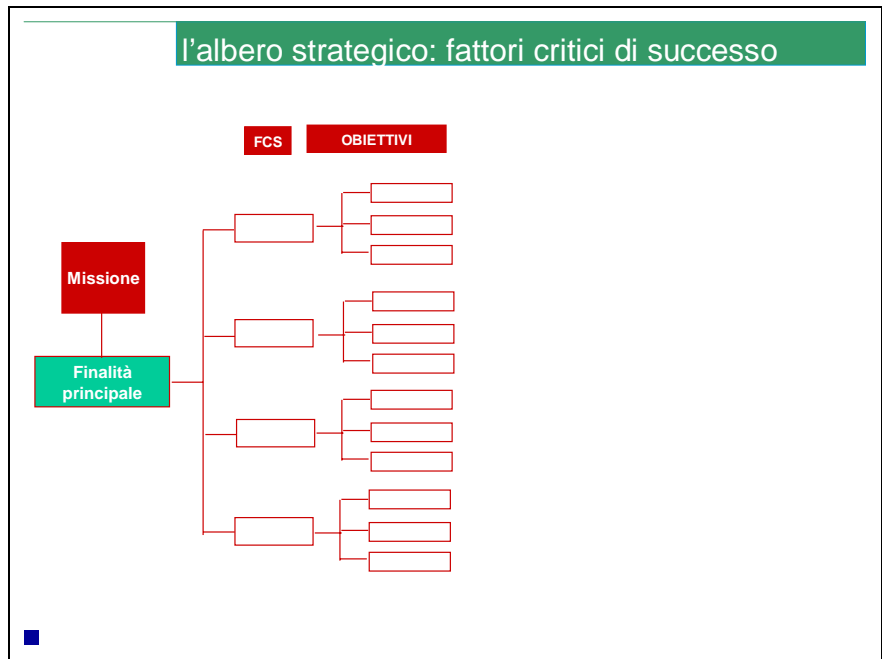 l'albero strategico: fattori critici di successo
FCS
OBIETTIVI
Missione
Finalità
principale